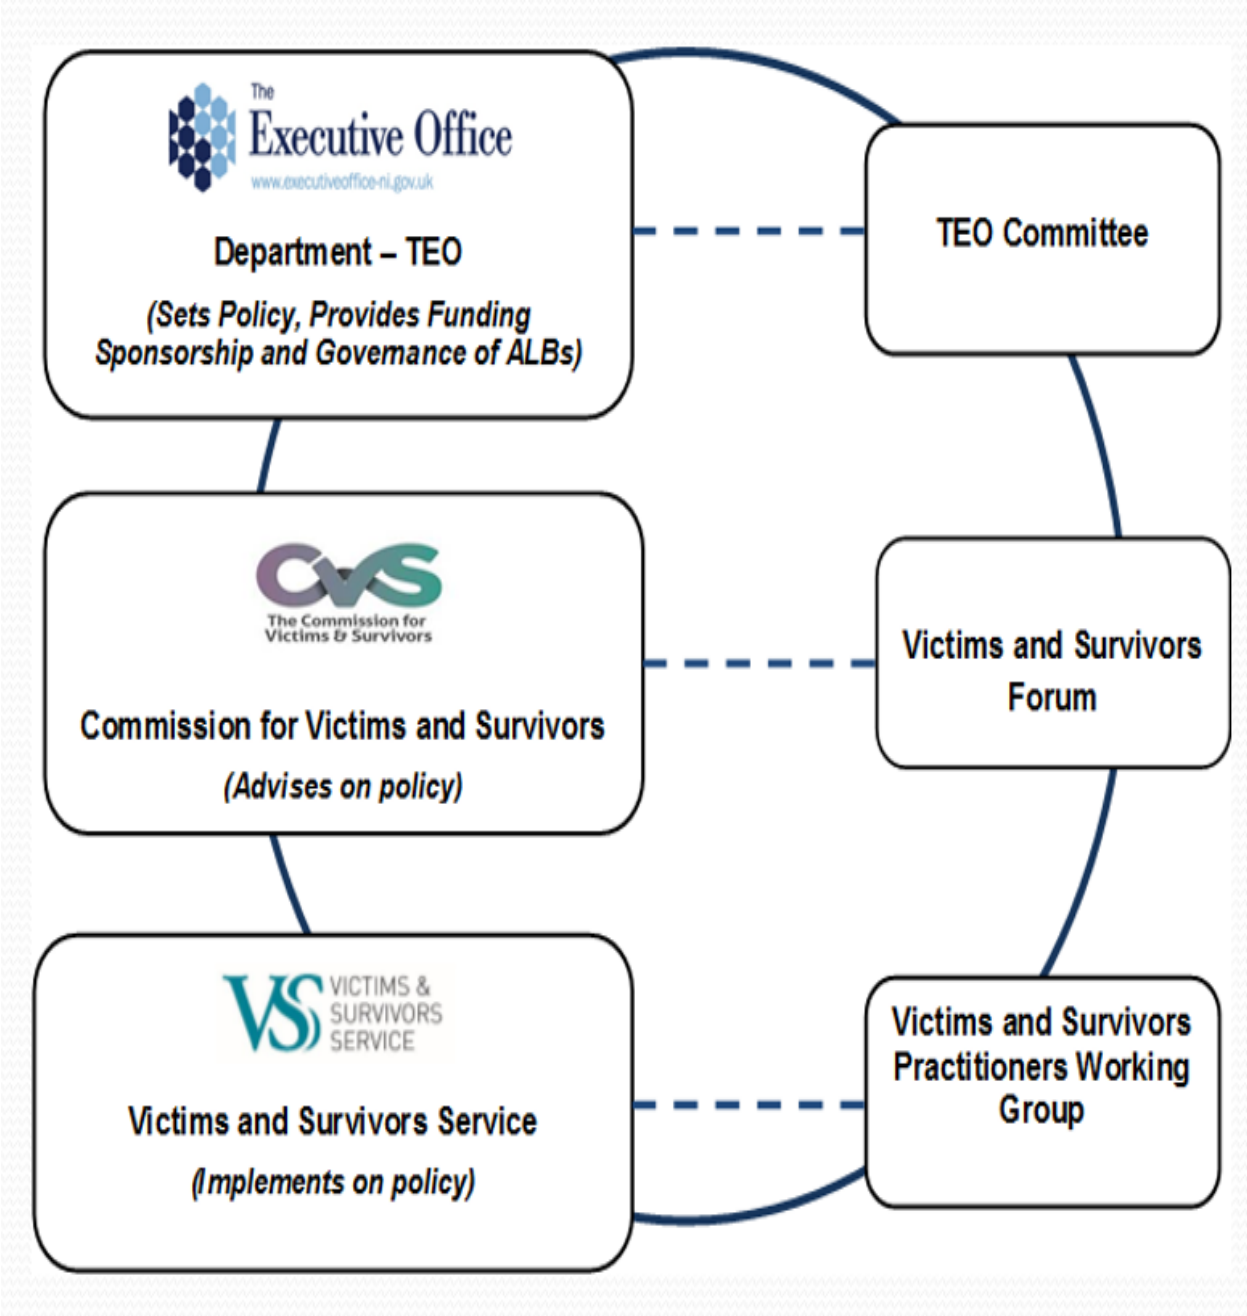 The
Executive Office
www.executiveoffice-ni.gov.uk
Department – TEO
(Sets Policy, Provides Funding
Sponsorship and Governance of ALBs)
TEO Committee
CVS
The Commission for
Victims & Survivors
Commission for Victims and Survivors
(Advises on policy)
Victims and Survivors
Forum
VSS
VICTIMS &
SURVIVORS
SERVICE
Victims and Survivors Service
(Implements on policy)
Victims and Survivors
Practitioners Working
Group